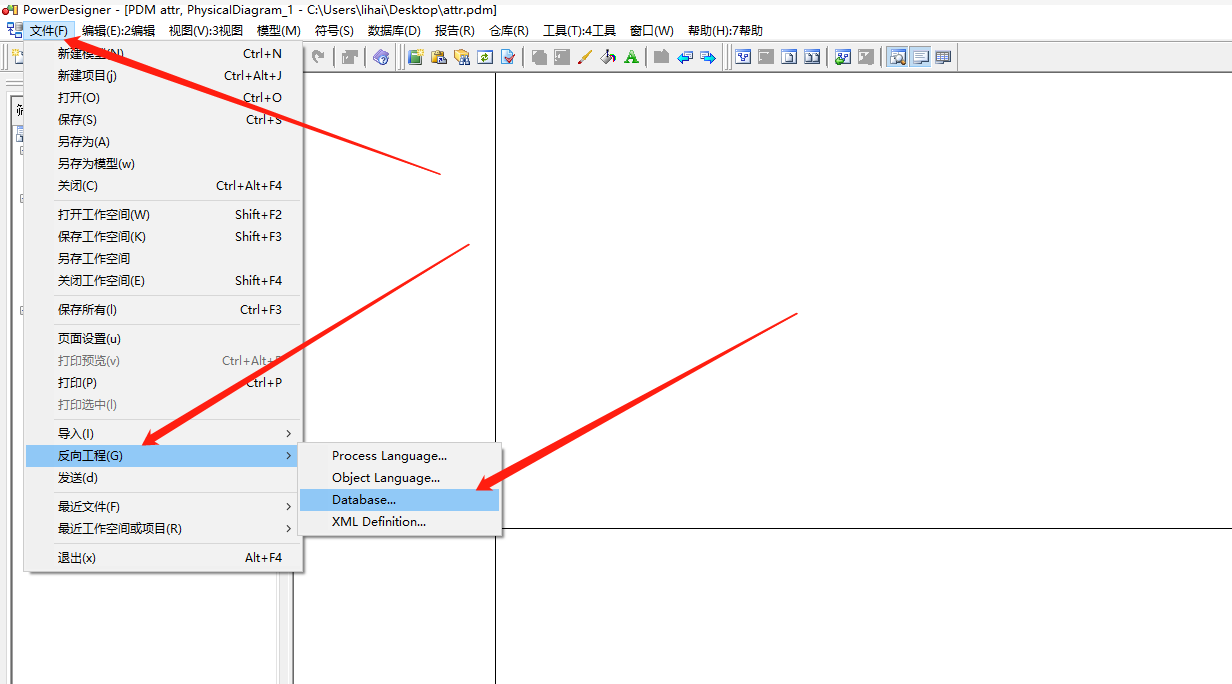 PowerDesigner - [PDM attr, PhysicalDiagram_1 - C:\Users\lihai\Desktop\attr.pdm]
文件(F) 编辑(E):2编辑 视图(V):3视图 模型(M) 符号(S) 数据库(D) 报告(R) 仓库(R) 工具(T):4工具 窗口(W) 帮助(H):7帮助
新建模型(N) Ctrl+N
新建项目(j) Ctrl+Alt+J
打开(O) Ctrl+O
保存(S) Ctrl+S
另存为(A)
另存为模型(w)
关闭(C) Ctrl+Alt+F4
打开工作空间(W) Shift+F2
保存工作空间(K) Shift+F3
另存工作空间
关闭工作空间(E) Shift+F4
保存所有(l) Ctrl+F3
页面设置(u)
打印预览(v) Ctrl+Alt+
打印(P) Ctrl+P
打印选中(l)
导入(I)
反向工程(G)
Process Language...
Object Language...
Database...
XML Definition...
发送(d)
最近文件(F)
最近工作空间或项目(R)
退出(x) Alt+F4